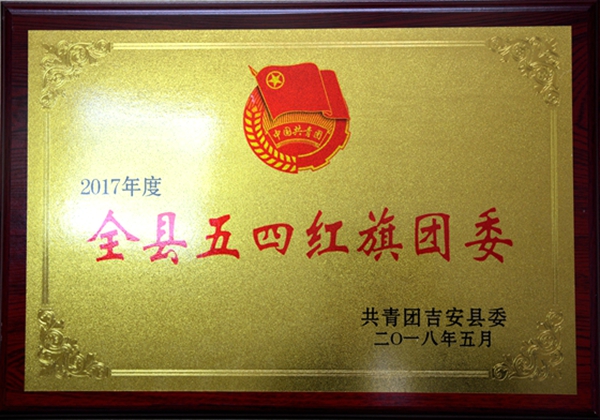 中国共青团
2017年度
全县五四红旗团委
共青团吉安县委
二〇一八年五月